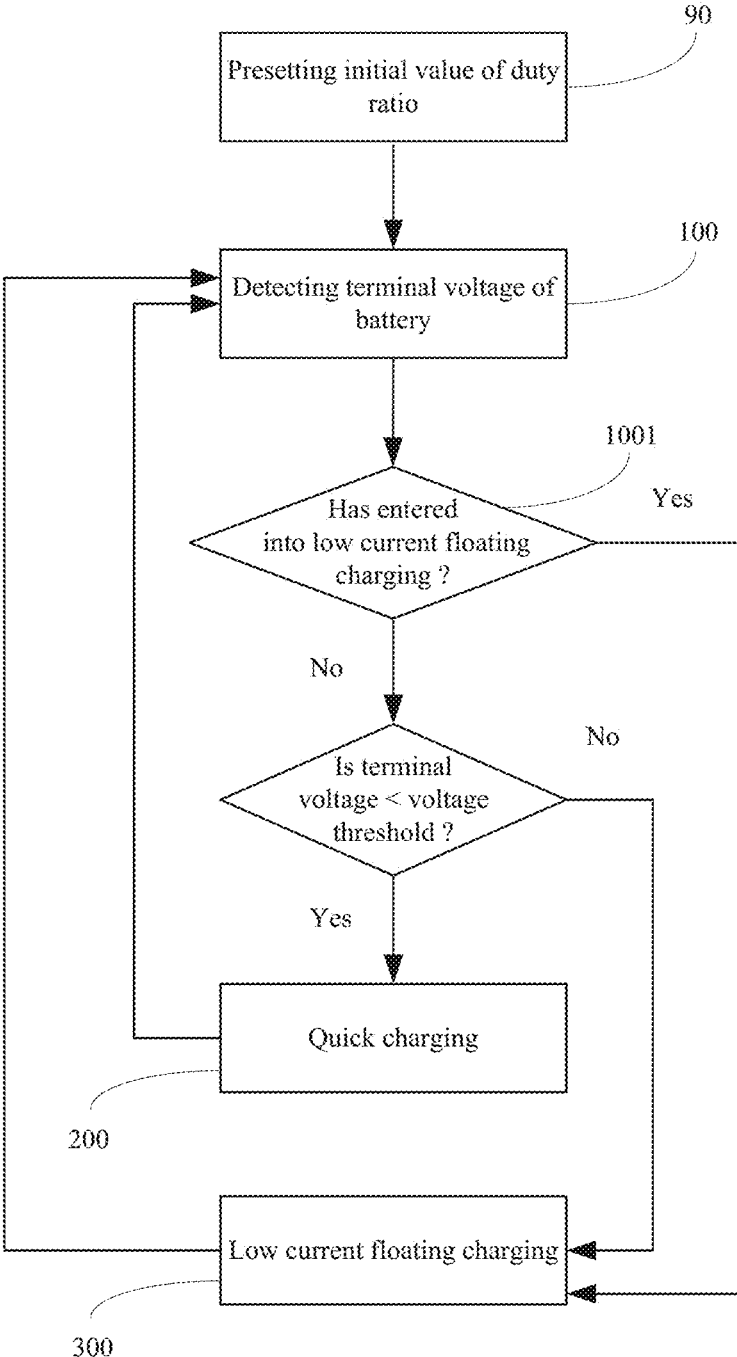 90
Presetting initial value of duty
ratio
100
Detecting terminal voltage of
battery
1001
Has entered
into low current floating
charging ?
Yes
No
No
Is terminal
voltage < voltage
threshold ?
Yes
Quick charging
200
Low current floating charging
300